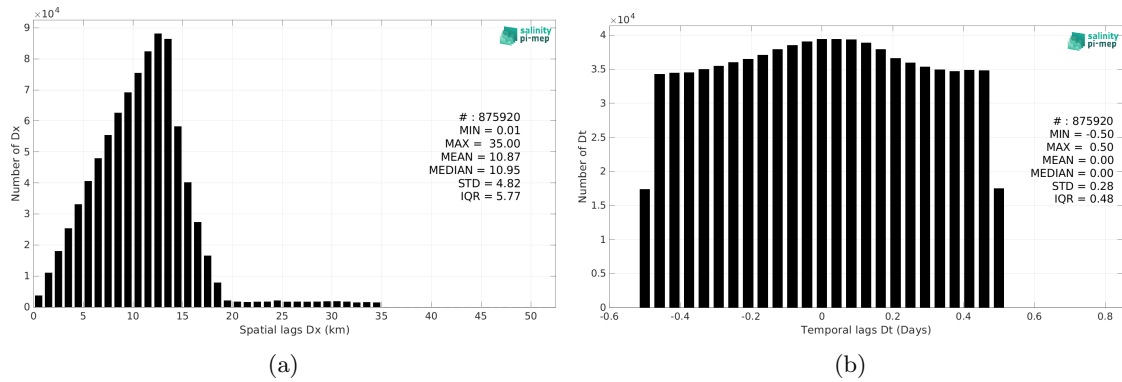 ×10⁴
9
8
7
6
5
4
3
2
1
0
Number of Dx
salinity
pi-mep
# : 875920
MIN = 0.01
MAX = 35.00
MEAN = 10.87
MEDIAN = 10.95
STD = 4.82
IQR = 5.77
0 5 10 15 20 25 30 35 40 45 50
Spatial lags Dx (km)
(a)
×10⁴
4
3.5
3
2.5
2
1.5
1
0.5
0
Number of Dt
salinity
pi-mep
# : 875920
MIN = -0.50
MAX = 0.50
MEAN = 0.00
MEDIAN = 0.00
STD = 0.28
IQR = 0.48
-0.6 -0.4 -0.2 0 0.2 0.4 0.6 0.8
Temporal lags Dt (Days)
(b)